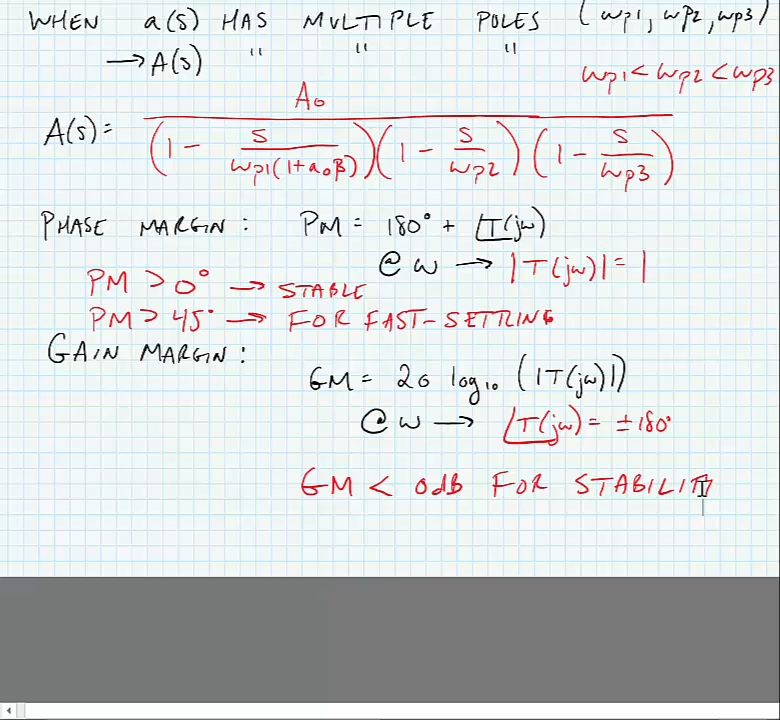 WHEN a(s) HAS MULTIPLE POLES (ωp1, ωp2, ωp3)
→ A(s) " " "
ωp1 < ωp2 < ωp3
A(s) = A0 / (1 - s/ωp1(1+a0β))(1 - s/ωp2)(1 - s/ωp3)
PHASE MARGIN: PM = 180° + ∠T(jω)
@ ω → |T(jω)| = 1
PM > 0° → STABLE
PM > 45° → FOR FAST-SETTLING
GAIN MARGIN:
GM = 20 log10 (|T(jω)|)
@ ω → ∠T(jω) = ±180°
GM < 0dB FOR STABILIT